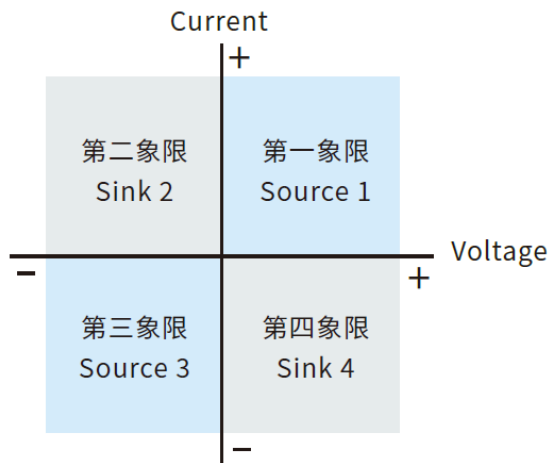 Current
+
第二象限
Sink 2
第一象限
Source 1
Voltage
−
+
第三象限
Source 3
第四象限
Sink 4
−